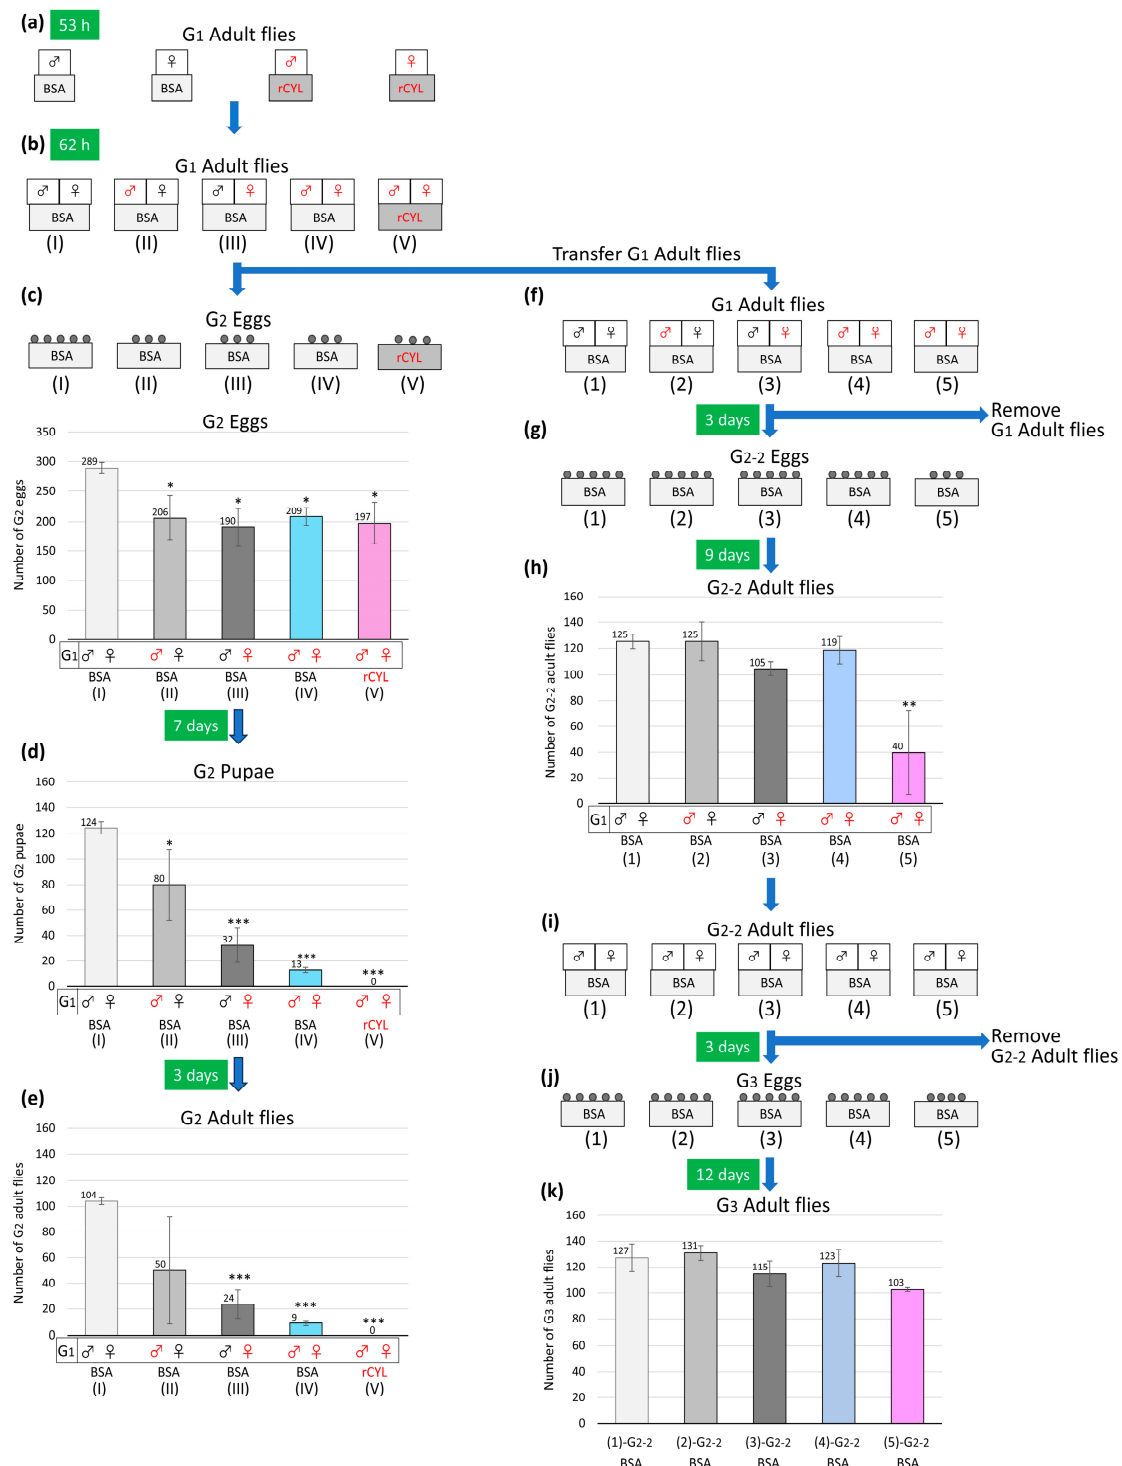 (a) 53 h
G1 Adult flies
♂ ♀ ♂ ♀
BSA BSA rCYL rCYL
(b) 62 h
G1 Adult flies
♂ ♀ ♂ ♀ ♂ ♀ ♂ ♀ ♂ ♀
BSA BSA BSA BSA rCYL
(I) (II) (III) (IV) (V)
Transfer G1 Adult flies
(c)
G2 Eggs
BSA BSA BSA BSA rCYL
(I) (II) (III) (IV) (V)
G2 Eggs
Number of G2 eggs
350
300
250
200
150
100
50
0
289 206 190 209 197
* * * *
G1 ♂ ♀ ♂ ♀ ♂ ♀ ♂ ♀ ♂ ♀
BSA BSA BSA BSA rCYL
(I) (II) (III) (IV) (V)
7 days
(d)
G2 Pupae
Number of G2 pupae
160
140
120
100
80
60
40
20
0
124 80 32 13 0
* *** *** ***
G1 ♂ ♀ ♂ ♀ ♂ ♀ ♂ ♀ ♂ ♀
BSA BSA BSA BSA rCYL
(I) (II) (III) (IV) (V)
3 days
(e)
G2 Adult flies
Number of G2 adult flies
160
140
120
100
80
60
40
20
0
104 50 24 9 0
*** *** ***
G1 ♂ ♀ ♂ ♀ ♂ ♀ ♂ ♀ ♂ ♀
BSA BSA BSA BSA rCYL
(I) (II) (III) (IV) (V)
(f)
G1 Adult flies
♂ ♀ ♂ ♀ ♂ ♀ ♂ ♀ ♂ ♀
BSA BSA BSA BSA BSA
(1) (2) (3) (4) (5)
3 days
Remove
G1 Adult flies
(g)
G2-2 Eggs
BSA BSA BSA BSA BSA
(1) (2) (3) (4) (5)
9 days
(h)
G2-2 Adult flies
Number of G2-2 adult flies
160
140
120
100
80
60
40
20
0
125 125 105 119 40
**
G1 ♂ ♀ ♂ ♀ ♂ ♀ ♂ ♀ ♂ ♀
BSA BSA BSA BSA BSA
(1) (2) (3) (4) (5)
(i)
G2-2 Adult flies
♂ ♀ ♂ ♀ ♂ ♀ ♂ ♀ ♂ ♀
BSA BSA BSA BSA BSA
(1) (2) (3) (4) (5)
3 days
Remove
G2-2 Adult flies
(j)
G3 Eggs
BSA BSA BSA BSA BSA
(1) (2) (3) (4) (5)
12 days
(k)
G3 Adult flies
Number of G3 adult flies
160
140
120
100
80
60
40
20
0
127 131 115 123 103
(1)-G2-2 (2)-G2-2 (3)-G2-2 (4)-G2-2 (5)-G2-2
BSA BSA BSA BSA BSA